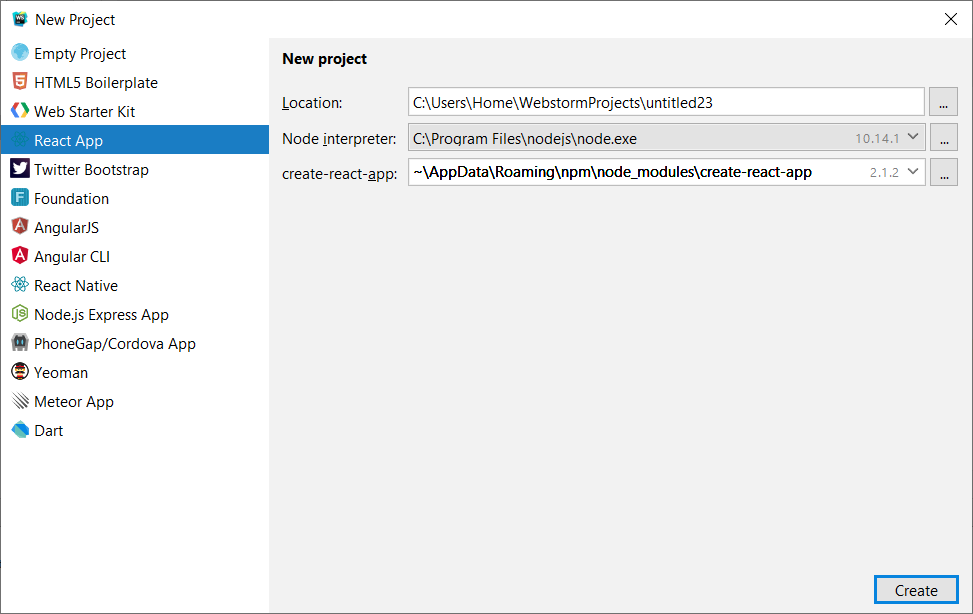 New Project
Empty Project
HTML5 Boilerplate
Web Starter Kit
React App
Twitter Bootstrap
Foundation
AngularJS
Angular CLI
React Native
Node.js Express App
PhoneGap/Cordova App
Yeoman
Meteor App
Dart
New project
Location: C:\Users\Home\WebstormProjects\untitled23 ...
Node interpreter: C:\Program Files\nodejs\node.exe 10.14.1 ...
create-react-app: ~\AppData\Roaming\npm\node_modules\create-react-app 2.1.2 ...
Create